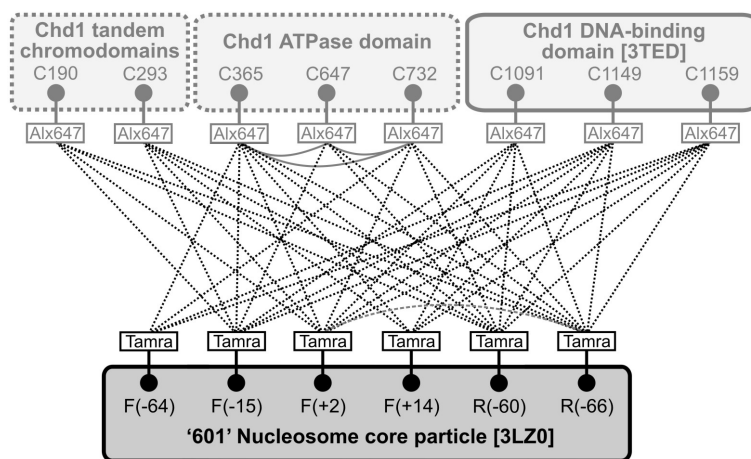 Chd1 tandem
chromodomains
Chd1 ATPase domain
Chd1 DNA-binding
domain [3TED]
C190 C293 C365 C647 C732 C1091 C1149 C1159
Alx647 Alx647 Alx647 Alx647 Alx647 Alx647 Alx647 Alx647
Tamra Tamra Tamra Tamra Tamra Tamra
F(-64) F(-15) F(+2) F(+14) R(-60) R(-66)
‘601’ Nucleosome core particle [3LZ0]